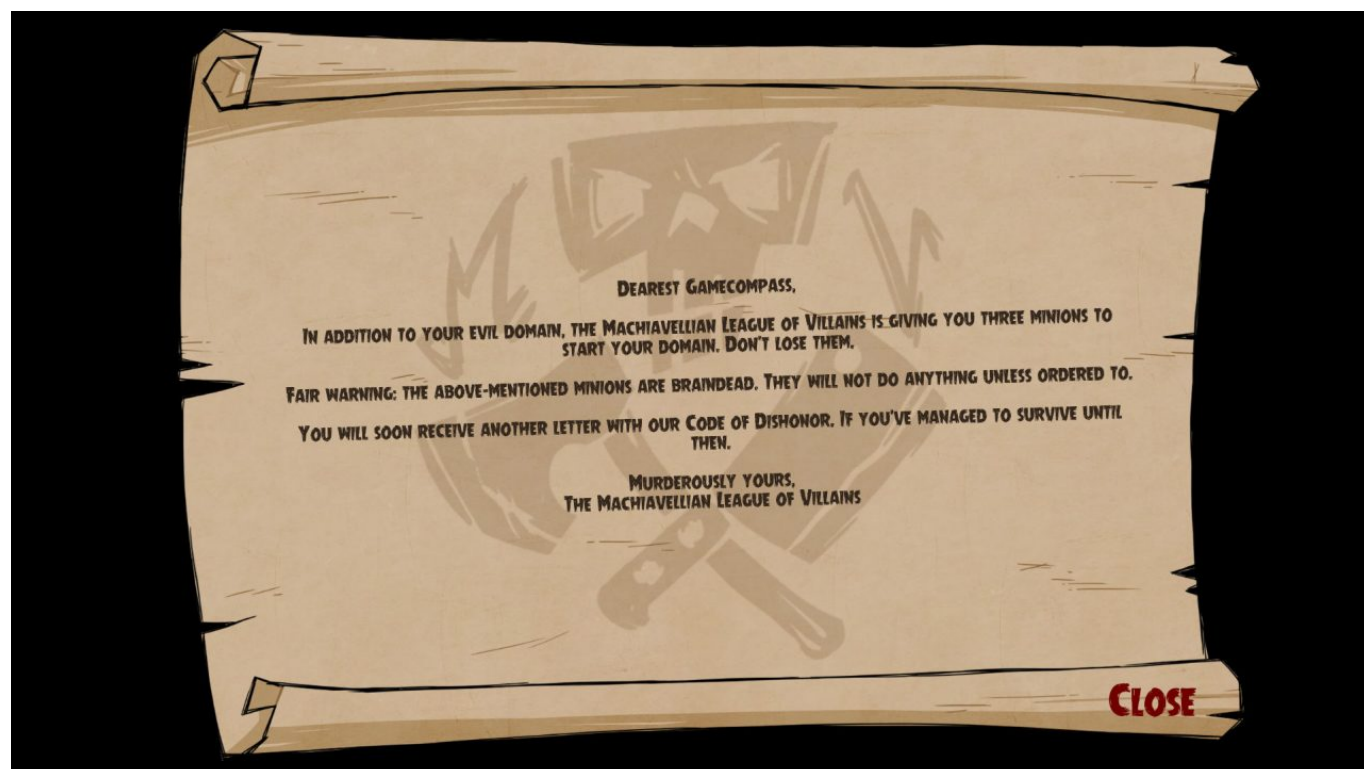 Dearest Gamecompass,
In addition to your evil domain, the Machiavellian League of Villains is giving you three minions to
start your domain. Don't lose them.
Fair warning: the above-mentioned minions are braindead. They will not do anything unless ordered to.
You will soon receive another letter with our Code of Dishonor. If you've managed to survive until
then.
Murderously yours,
The Machiavellian League of Villains
Close